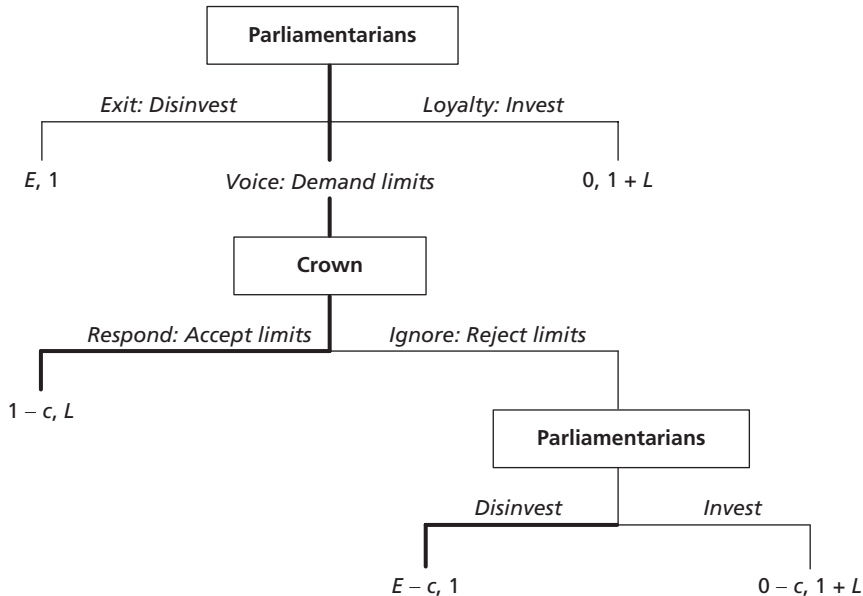 Parliamentarians
Exit: Disinvest
Loyalty: Invest
E, 1
Voice: Demand limits
0, 1 + L
Crown
Respond: Accept limits
Ignore: Reject limits
1 – c, L
Parliamentarians
Disinvest
Invest
E – c, 1
0 – c, 1 + L